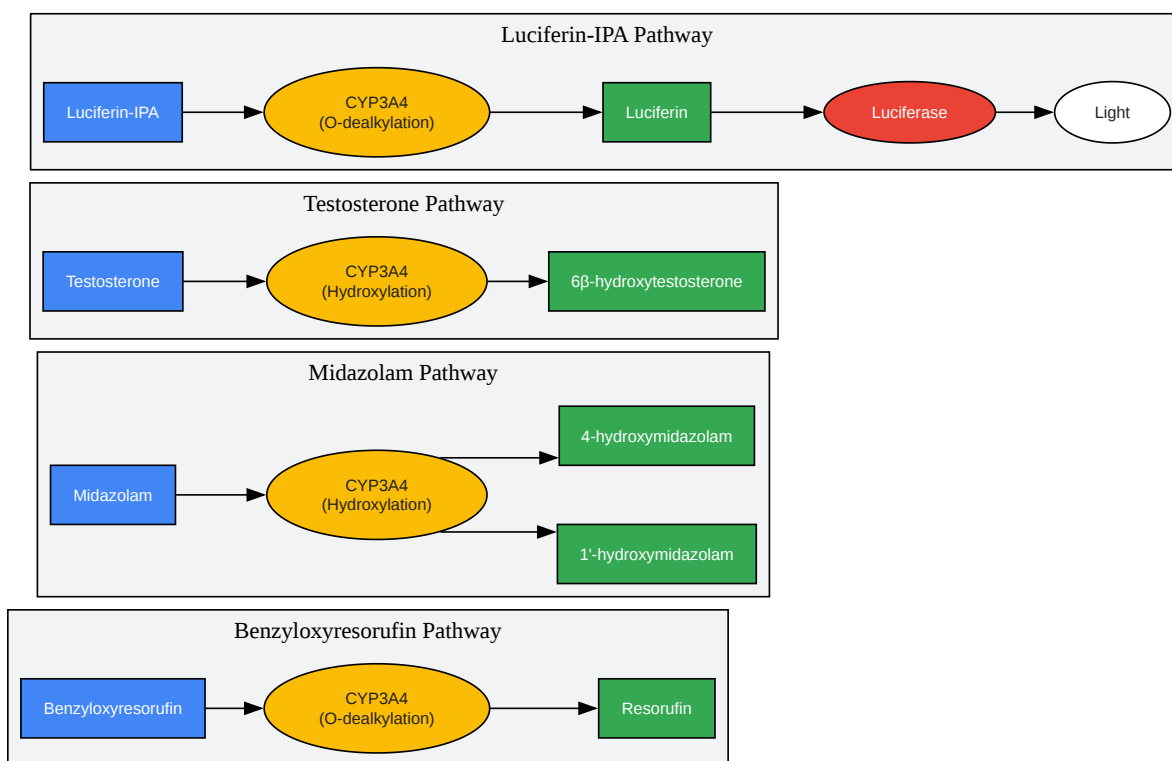 Luciferin-IPA Pathway
Luciferin-IPA
CYP3A4
(O-dealkylation)
Luciferin
Luciferase
Light
Testosterone Pathway
Testosterone
CYP3A4
(Hydroxylation)
6β-hydroxytestosterone
Midazolam Pathway
Midazolam
CYP3A4
(Hydroxylation)
4-hydroxymidazolam
1'-hydroxymidazolam
Benzyloxyresorufin Pathway
Benzyloxyresorufin
CYP3A4
(O-dealkylation)
Resorufin